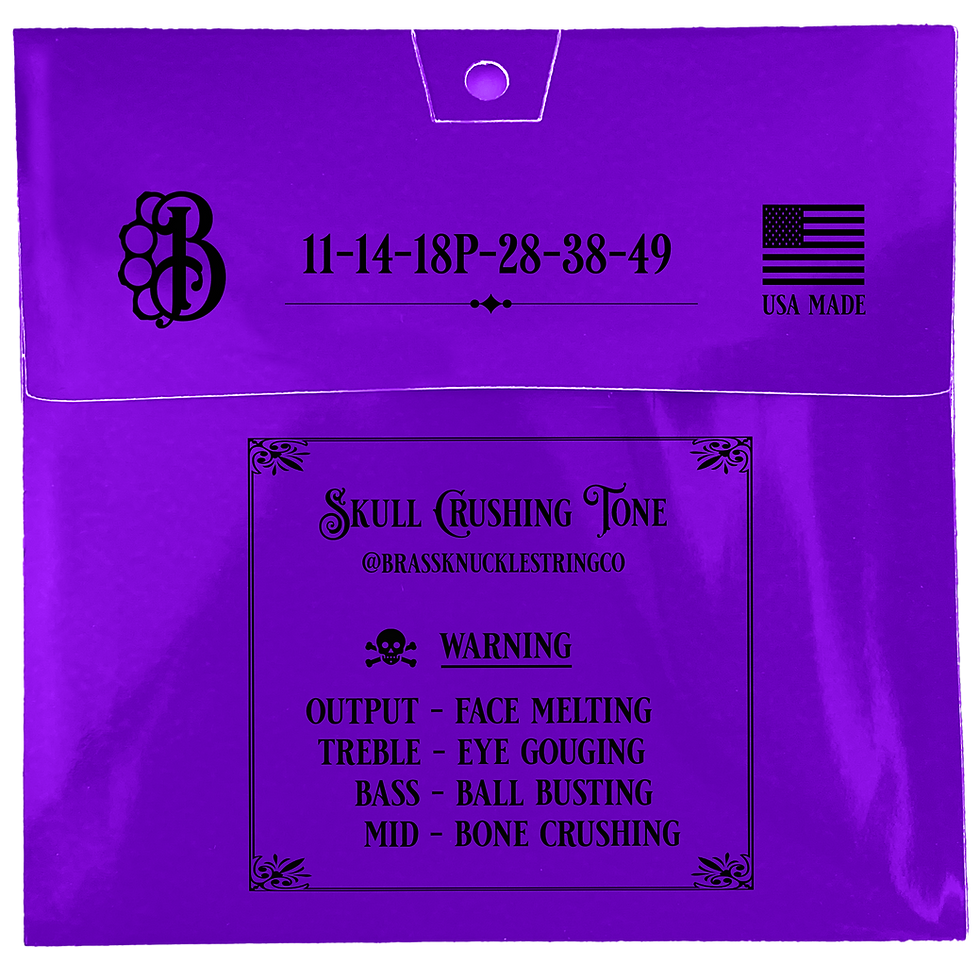 B
11-14-18P-28-38-49
USA MADE
SKULL CRUSHING TONE
@BRASSKNUCKLESTRINGCO
WARNING
OUTPUT - FACE MELTING
TREBLE - EYE GOUGING
BASS - BALL BUSTING
MID - BONE CRUSHING